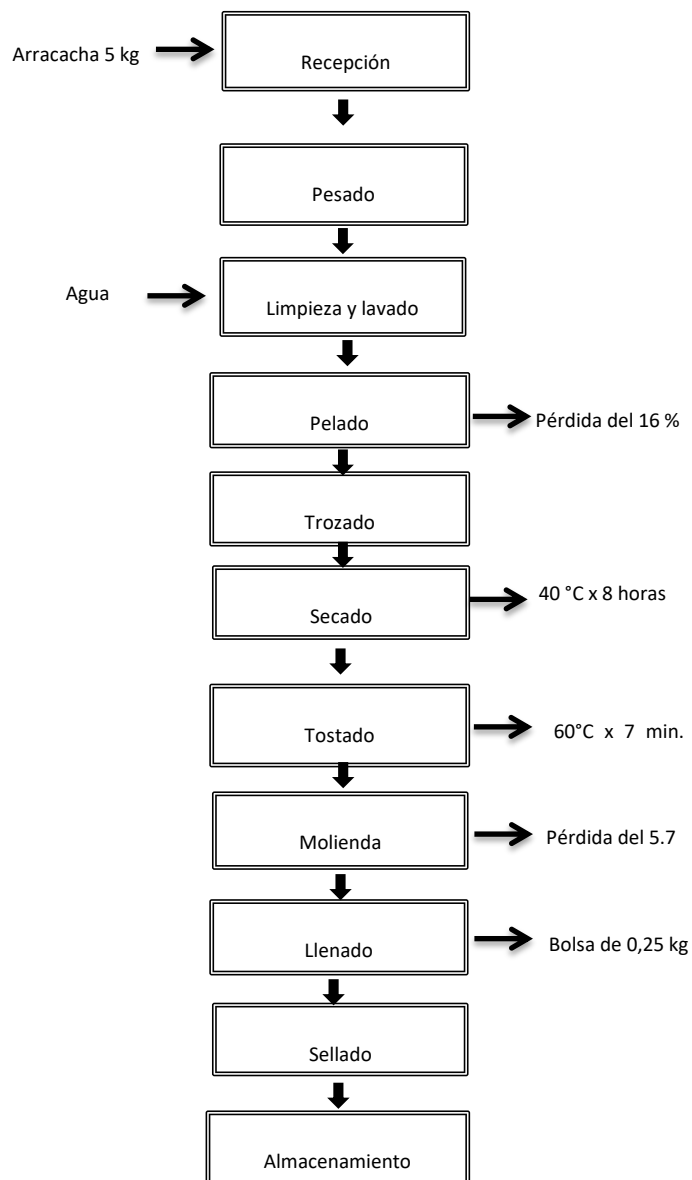 Arracacha 5 kg
Recepción
Pesado
Agua
Limpieza y lavado
Pelado
Pérdida del 16 %
Trozado
Secado
40 °C x 8 horas
Tostado
60°C x 7 min.
Molienda
Pérdida del 5.7
Llenado
Bolsa de 0,25 kg
Sellado
Almacenamiento